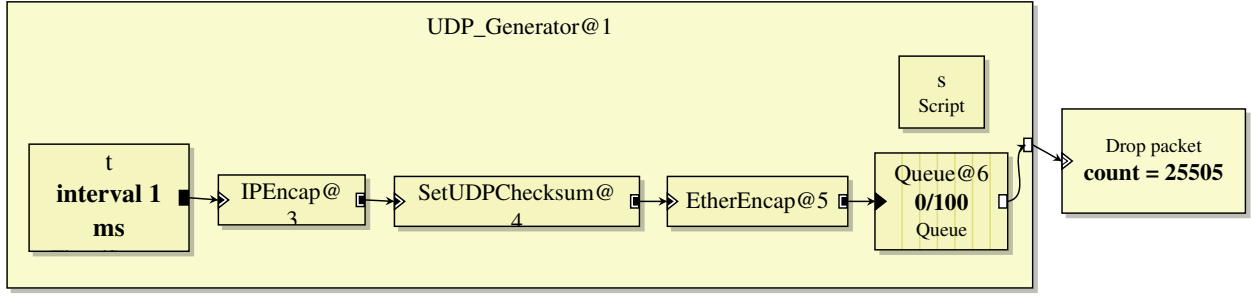 UDP_Generator@1
s
Script
t
interval 1
ms
IPEncap@
3
SetUDPChecksum@
4
EtherEncap@5
Queue@6
0/100
Queue
Drop packet
count = 25505